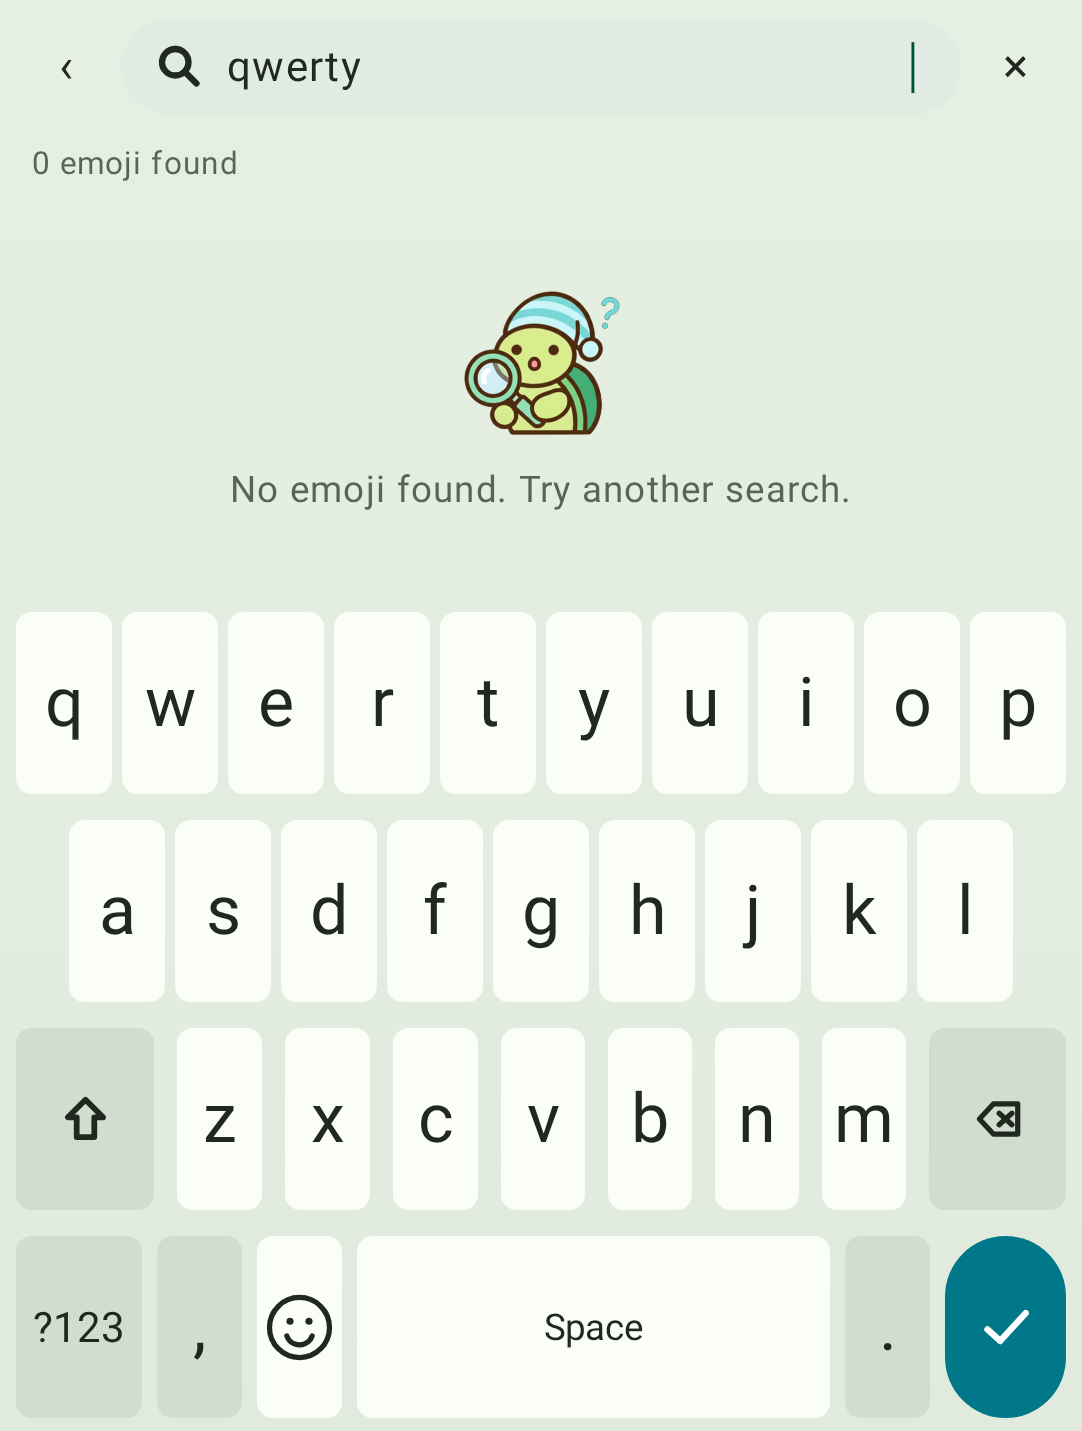 qwerty
0 emoji found
?
No emoji found. Try another search.
q w e r t y u i o p
a s d f g h j k l
z x c v b n m
?123 , Space .